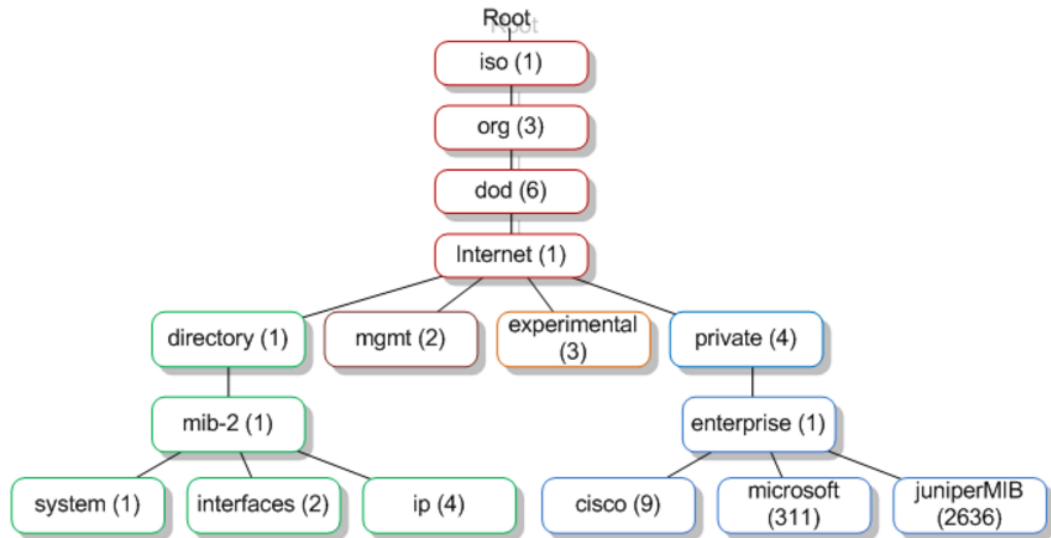 Root
iso (1)
org (3)
dod (6)
Internet (1)
directory (1)
mgmt (2)
experimental
(3)
private (4)
mib-2 (1)
enterprise (1)
system (1)
interfaces (2)
ip (4)
cisco (9)
microsoft
(311)
juniperMIB
(2636)